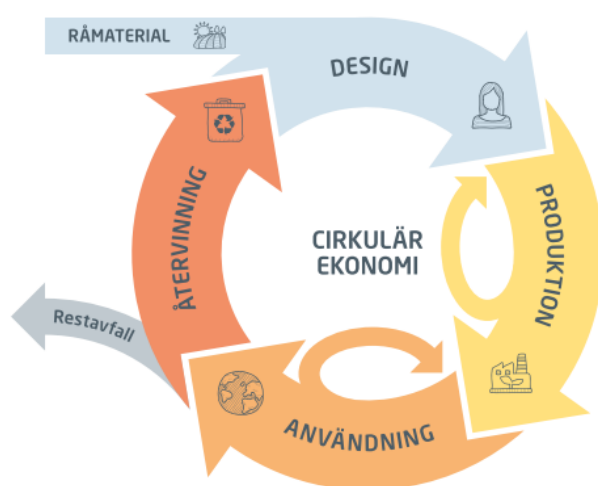 RÅMATERIAL
DESIGN
PRODUKTION
CIRKULÄR
EKONOMI
ÅTERVINNING
Restavfall
ANVÄNDNING